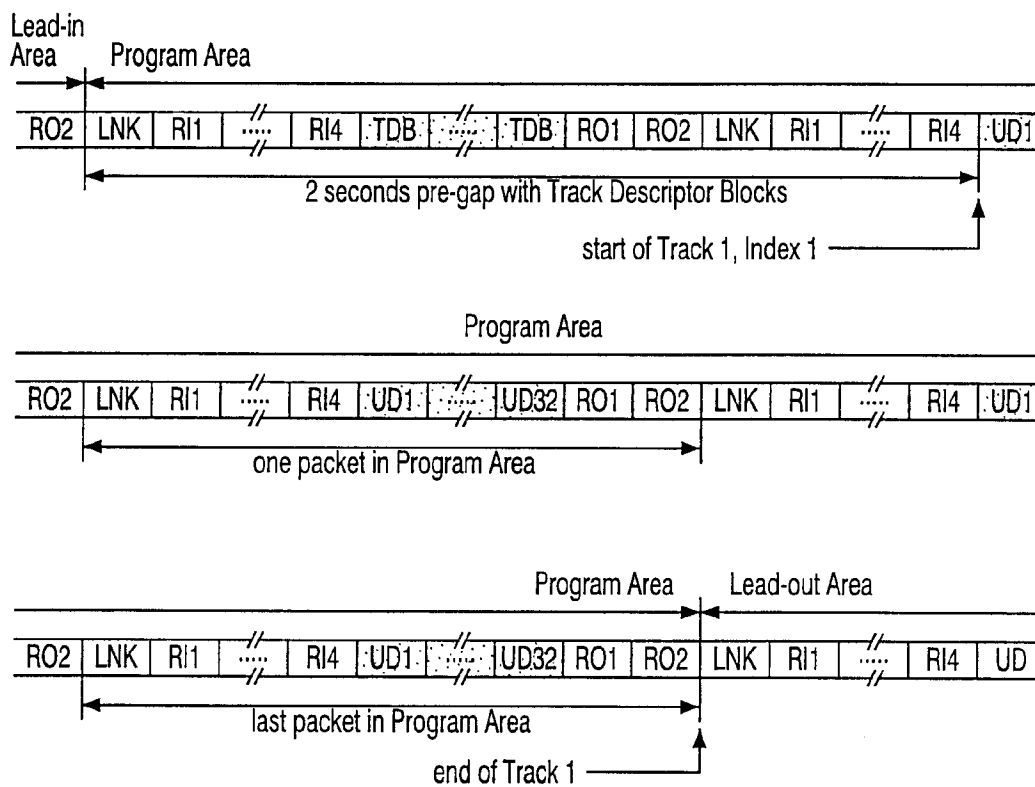 Lead-in
Area
Program Area
RO2 LNK RI1 ..... RI4 TDB ..... TDB RO1 RO2 LNK RI1 ..... RI4 UD1
2 seconds pre-gap with Track Descriptor Blocks
start of Track 1, Index 1
Program Area
RO2 LNK RI1 ..... RI4 UD1 ..... UD32 RO1 RO2 LNK RI1 ..... RI4 UD1
one packet in Program Area
Program Area Lead-out Area
RO2 LNK RI1 ..... RI4 UD1 ..... UD32 RO1 RO2 LNK RI1 ..... RI4 UD
last packet in Program Area
end of Track 1